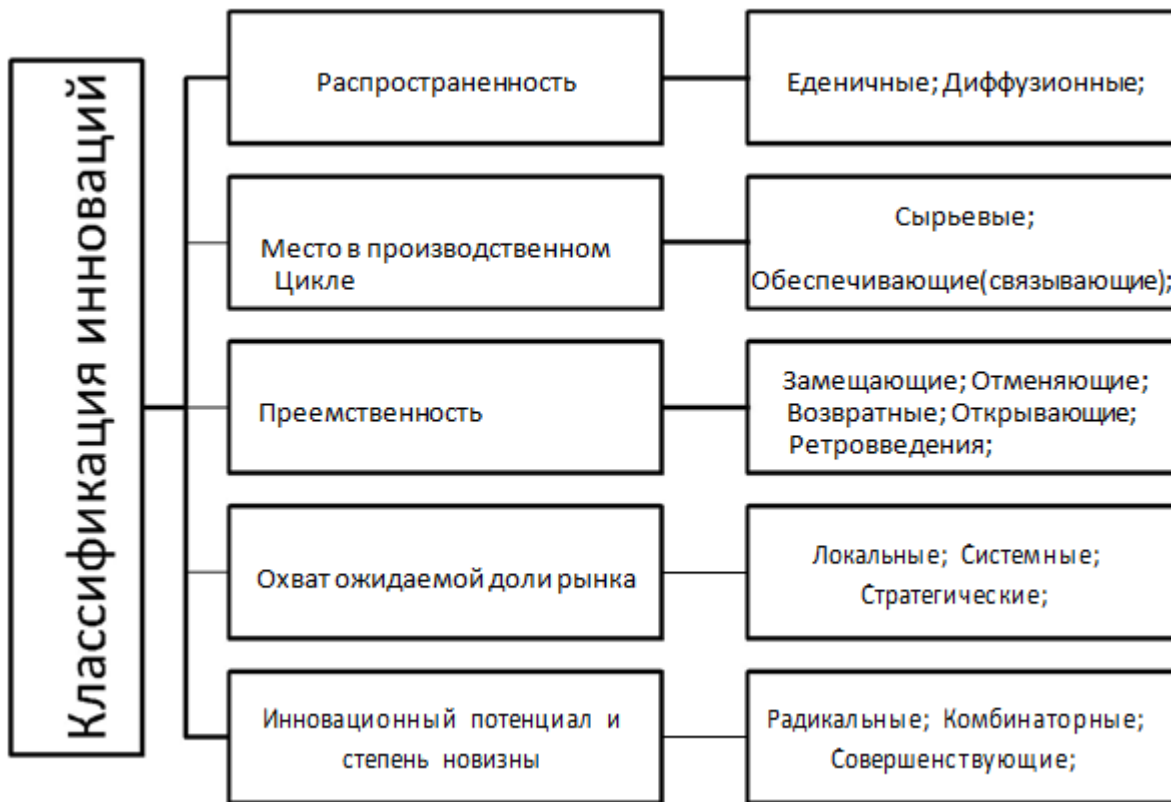 Классификация инноваций
Распространенность
Еденичные; Диффузионные;
Место в производственном
Цикле
Сырьевые;
Обеспечивающие(связывающие);
Преемственность
Замещающие; Отменяющие;
Возвратные; Открывающие;
Ретровведения;
Охват ожидаемой доли рынка
Локальные; Системные;
Стратегические;
Инновационный потенциал и
степень новизны
Радикальные; Комбинаторные;
Совершенствующие;